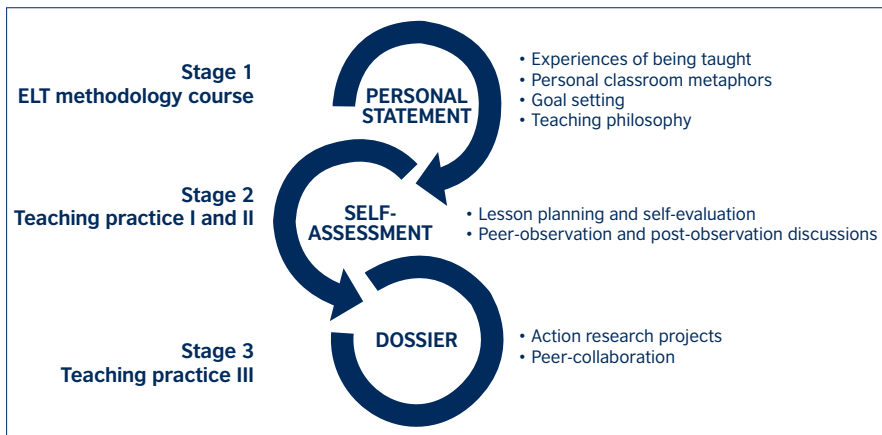 Stage 1
ELT methodology course
PERSONAL
STATEMENT
• Experiences of being taught
• Personal classroom metaphors
• Goal setting
• Teaching philosophy
Stage 2
Teaching practice I and II
SELF-
ASSESSMENT
• Lesson planning and self-evaluation
• Peer-observation and post-observation discussions
Stage 3
Teaching practice III
DOSSIER
• Action research projects
• Peer-collaboration